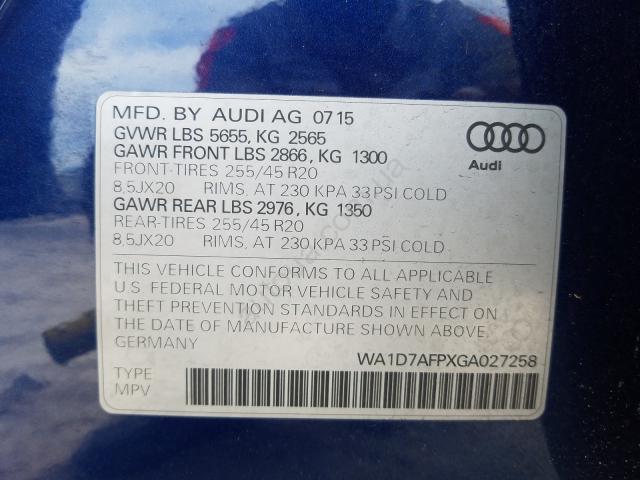 MFD. BY AUDI AG 07 15
GVWR LBS 5655, KG 2565
GAWR FRONT LBS 2866, KG 1300
FRONT-TIRES 255/45 R20
8,5JX20 RIMS, AT 230 KPA 33 PSI COLD
GAWR REAR LBS 2976, KG 1350
REAR-TIRES 255/45 R20
8,5JX20 RIMS, AT 230 KPA 33 PSI COLD
Audi
THIS VEHICLE CONFORMS TO ALL APPLICABLE
U.S. FEDERAL MOTOR VEHICLE SAFETY AND
THEFT PREVENTION STANDARDS IN EFFECT ON
THE DATE OF MANUFACTURE SHOWN ABOVE.
GERMANY
WA1D7AFPXGA027258
TYPE
MPV